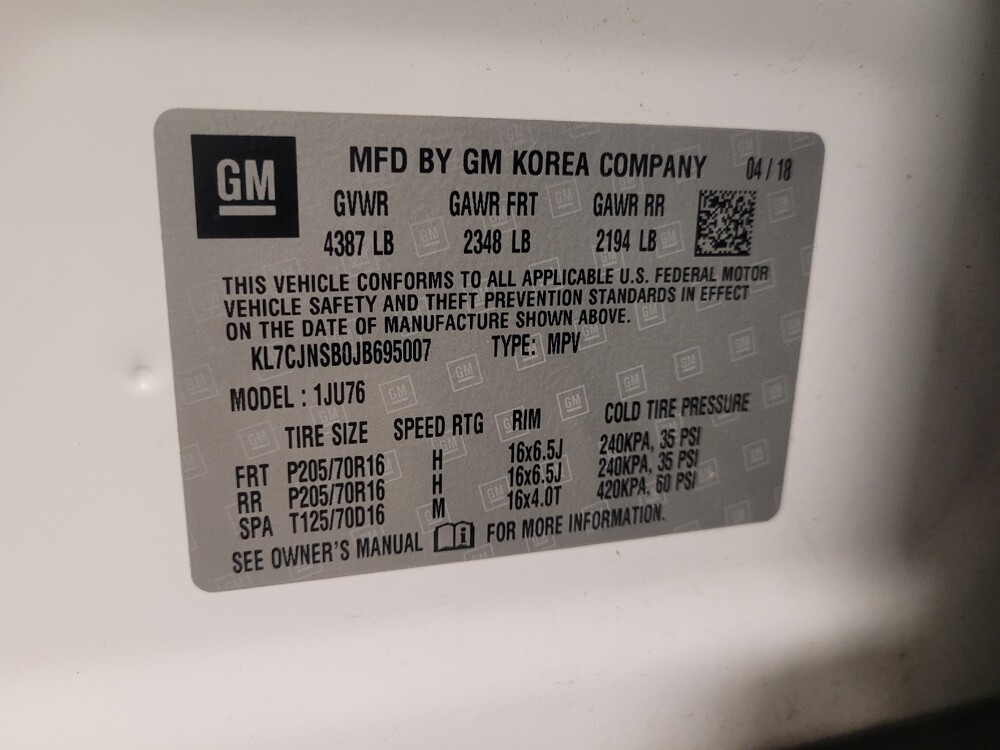 GM
MFD BY GM KOREA COMPANY 04 / 18
GVWR GAWR FRT GAWR RR
4387 LB 2348 LB 2194 LB
THIS VEHICLE CONFORMS TO ALL APPLICABLE U.S. FEDERAL MOTOR
VEHICLE SAFETY AND THEFT PREVENTION STANDARDS IN EFFECT
ON THE DATE OF MANUFACTURE SHOWN ABOVE.
KL7CJNSB0JB695007 TYPE: MPV
MODEL : 1JU76
TIRE SIZE SPEED RTG RIM COLD TIRE PRESSURE
FRT P205/70R16 H 16x6.5J 240KPA, 35 PSI
RR P205/70R16 H 16x6.5J 240KPA, 35 PSI
SPA T125/70D16 M 16x4.0T 420KPA, 60 PSI
SEE OWNER'S MANUAL FOR MORE INFORMATION.